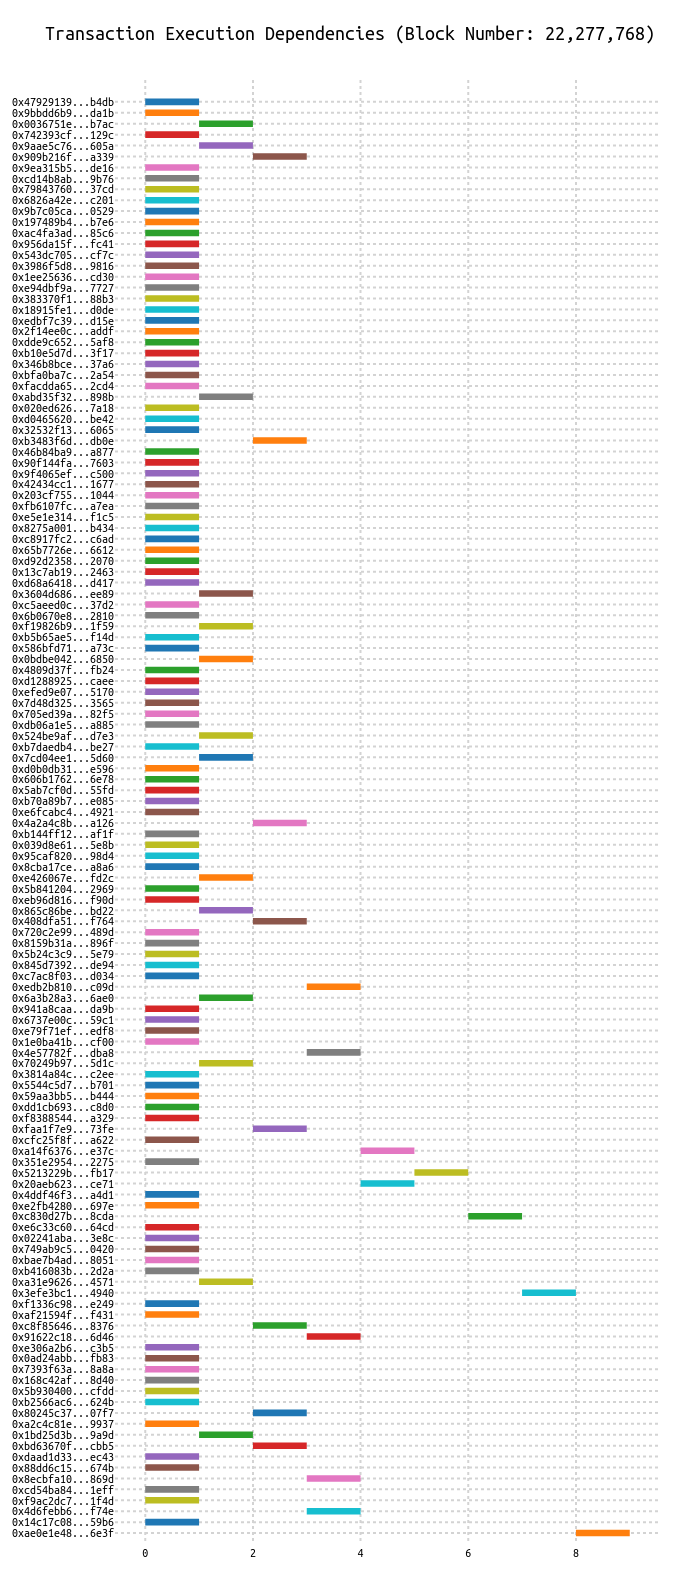 Transaction Execution Dependencies (Block Number: 22,277,768)
0x47929139...b4db
0x9bbdd6b9...da1b
0x0036751e...b7ac
0x742393cf...129c
0x9aae5c76...605a
0x909b216f...a339
0x9ea315b5...de16
0xcd14b8ab...9b76
0x79843760...37cd
0x6826a42e...c201
0x9b7c05ca...0529
0x197489b4...b7e6
0xac4fa3ad...85c6
0x956da15f...fc41
0x543dc705...cf7c
0x3986f5d8...9816
0x1ee25636...cd30
0xe94dbf9a...7727
0x383370f1...88b3
0x18915fe1...d0de
0xedbf7c39...d15e
0x2f14ee0c...addf
0xdde9c652...5af8
0xb10e5d7d...3f17
0x346b8bce...37a6
0xbfa0ba7c...2a54
0xfacdda65...2cd4
0xabd35f32...898b
0x020ed626...7a18
0xd0465620...be42
0x32532f13...6065
0xb3483f6d...db0e
0x46b84ba9...a877
0x90f144fa...7603
0x9f4065ef...c500
0x42434cc1...1677
0x203cf755...1044
0xfb6107fc...a7ea
0xe5e1e314...f1c5
0x8275a001...b434
0xc8917fc2...c6ad
0x65b7726e...6612
0xd92d2358...2070
0x13c7ab19...2463
0xd68a6418...d417
0x3604d686...ee89
0xc5aeed0c...37d2
0x6b0670e8...2810
0xf19826b9...1f59
0xb5b65ae5...f14d
0x586bfd71...a73c
0x0bdbe042...6850
0x4809d37f...fb24
0xd1288925...caee
0xefed9e07...5170
0x7d48d325...3565
0x705ed39a...82f5
0xdb06a1e5...a885
0x524be9af...d7e3
0xb7daedb4...be27
0x7cd04ee1...5d60
0xd0b0db31...e596
0x606b1762...6e78
0x5ab7cf0d...55fd
0xb70a89b7...e085
0xe6fcabc4...4921
0x4a2a4c8b...a126
0xb144ff12...af1f
0x039d8e61...5e8b
0x95caf820...98d4
0x8cba17ce...a8a6
0xe426067e...fd2c
0x5b841204...2969
0xeb96d816...f90d
0x865c86be...bd22
0x408dfa51...f764
0x720c2e99...489d
0x8159b31a...896f
0x5b24c3c9...5e79
0x845d7392...de94
0xc7ac8f03...d034
0xedb2b810...c09d
0x6a3b28a3...6ae0
0x941a8caa...da9b
0x6737e00c...59c1
0xe79f71ef...edf8
0x1e0ba41b...cf00
0x4e57782f...dba8
0x70249b97...5d1c
0x3814a84c...c2ee
0x5544c5d7...b701
0x59aa3bb5...b444
0xdd1cb693...c8d0
0xf8388544...a329
0xfaa1f7e9...73fe
0xcfc25f8f...a622
0xa14f6376...e37c
0x351e2954...2275
0x5213229b...fb17
0x20aeb623...ce71
0x4ddf46f3...a4d1
0xe2fb4280...697e
0xc830d27b...8cda
0xe6c33c60...64cd
0x02241aba...3e8c
0x749ab9c5...0420
0xbae7b4ad...8051
0xb416083b...2d2a
0xa31e9626...4571
0x3efe3bc1...4940
0xf1336c98...e249
0xaf21594f...f431
0xc8f85646...8376
0x91622c18...6d46
0xe306a2b6...c3b5
0x0ad24abb...fb83
0x7393f63a...8a8a
0x168c42af...8d40
0x5b930400...cfdd
0xb2566ac6...624b
0x80245c37...07f7
0xa2c4c81e...9937
0x1bd25d3b...9a9d
0xbd63670f...cbb5
0xdaad1d33...ec43
0x88dd6c15...674b
0x8ecbfa10...869d
0xcd54ba84...1eff
0xf9ac2dc7...1f4d
0x4d6febb6...f74e
0x14c17c08...59b6
0xae0e1e48...6e3f
0 2 4 6 8